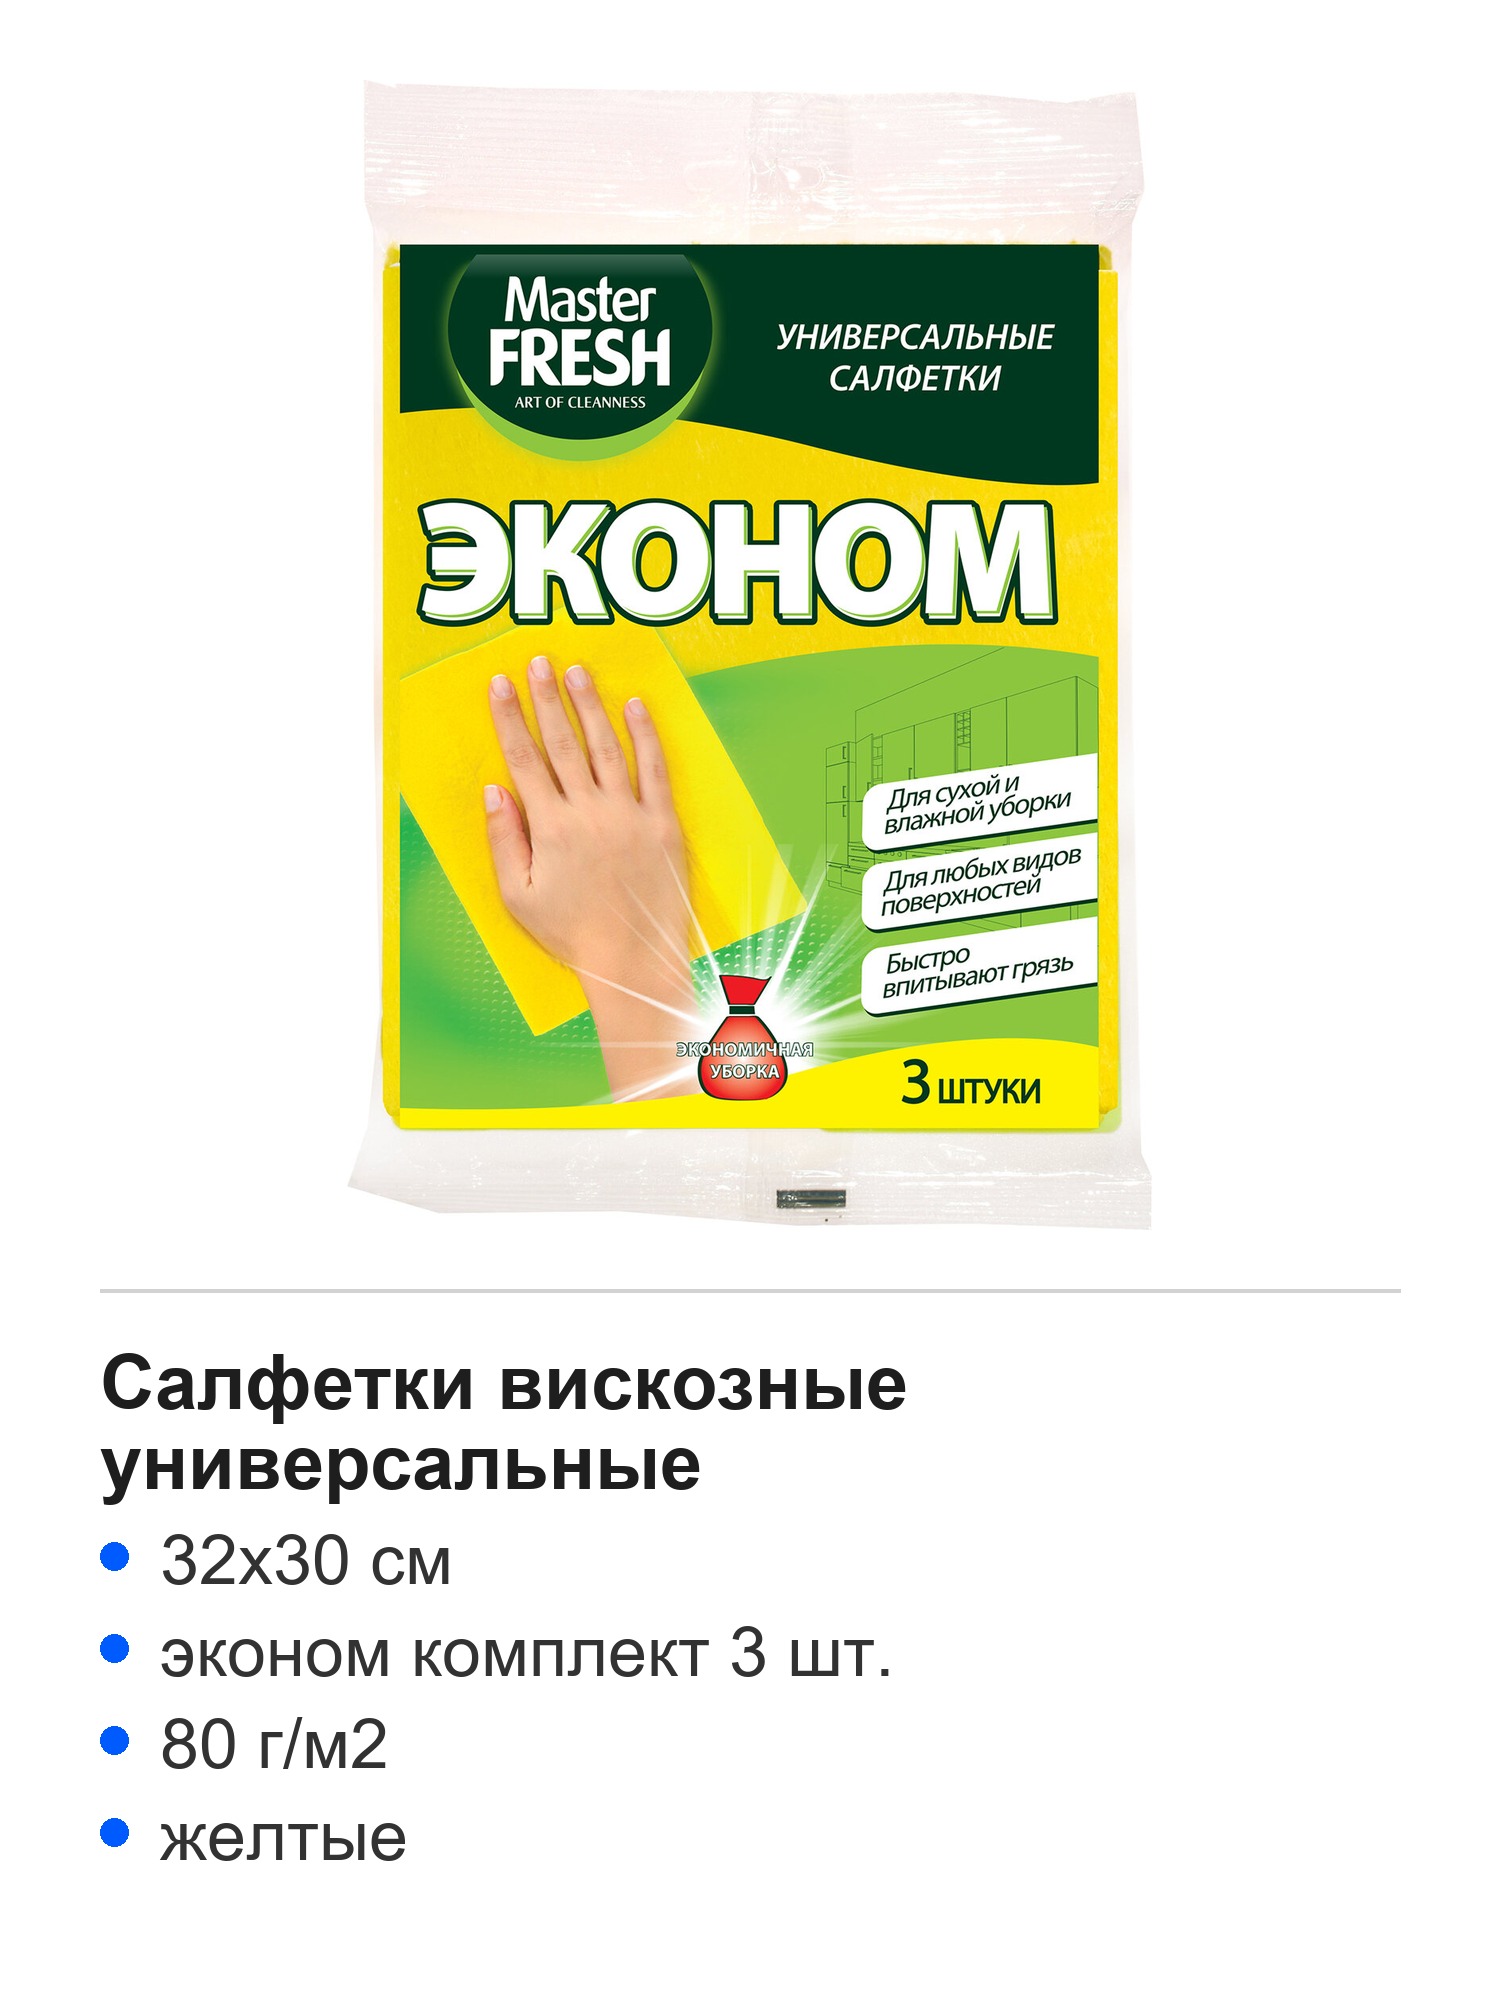 Master
FRESH
ART OF CLEANNESS
УНИВЕРСАЛЬНЫЕ
САЛФЕТКИ
ЭКОНОМ
Для сухой и
влажной уборки
Для любых видов
поверхностей
Быстро
впитывают грязь
ЭКОНОМИЧНАЯ
УБОРКА
3 ШТУКИ
Салфетки вискозные
универсальные
32х30 см
эконом комплект 3 шт.
80 г/м2
желтые